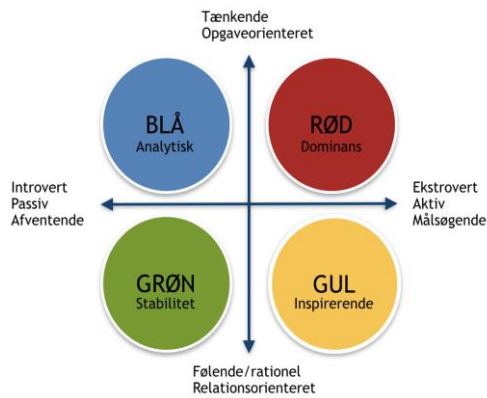 Tænkende
Opgaveorienteret
BLÅ
Analytisk
RØD
Dominans
Introvert
Passiv
Afventende
Ekstrovert
Aktiv
Målsøgende
GRØN
Stabilitet
GUL
Inspirerende
Følende/rationel
Relationsorienteret